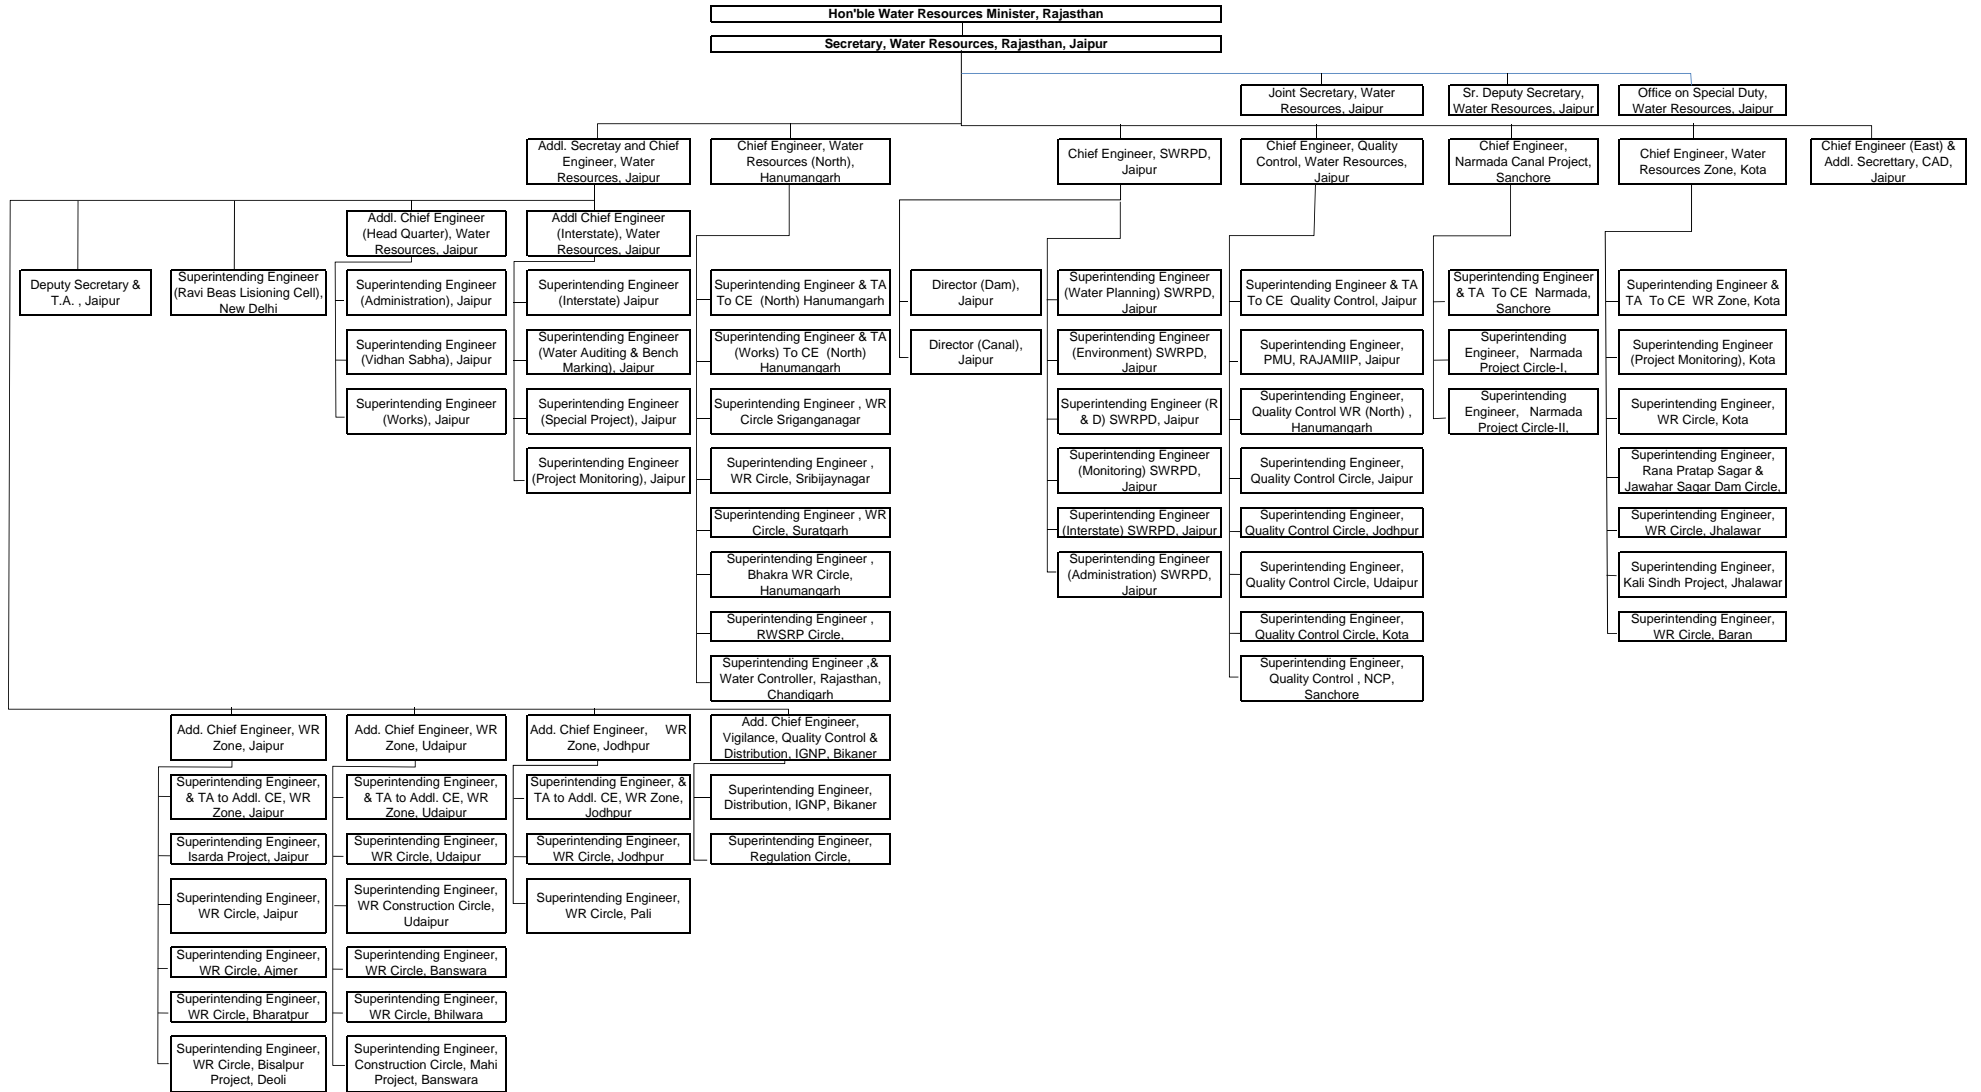 Hon'ble Water Resources Minister, Rajasthan
Secretary, Water Resources, Rajasthan, Jaipur
Joint Secretary, Water
Resources, Jaipur
Sr. Deputy Secretary,
Water Resources, Jaipur
Office on Special Duty,
Water Resources, Jaipur
Addl. Secretay and Chief
Engineer, Water
Resources, Jaipur
Chief Engineer, Water
Resources (North),
Hanumangarh
Chief Engineer, SWRPD,
Jaipur
Chief Engineer, Quality
Control, Water Resources,
Jaipur
Chief Engineer,
Narmada Canal Project,
Sanchore
Chief Engineer, Water
Resources Zone, Kota
Chief Engineer (East) &
Addl. Secrettary, CAD,
Jaipur
Addl. Chief Engineer
(Head Quarter), Water
Resources, Jaipur
Addl Chief Engineer
(Interstate), Water
Resources, Jaipur
Deputy Secretary &
T.A. , Jaipur
Superintending Engineer
(Ravi Beas Lisioning Cell),
New Delhi
Superintending Engineer
(Administration), Jaipur
Superintending Engineer
(Vidhan Sabha), Jaipur
Superintending Engineer
(Works), Jaipur
Superintending Engineer
(Interstate) Jaipur
Superintending Engineer
(Water Auditing & Bench
Marking), Jaipur
Superintending Engineer
(Special Project), Jaipur
Superintending Engineer
(Project Monitoring), Jaipur
Superintending Engineer & TA
To CE (North) Hanumangarh
Superintending Engineer & TA
(Works) To CE (North)
Hanumangarh
Superintending Engineer , WR
Circle Sriganganagar
Superintending Engineer ,
WR Circle, Sribijaynagar
Superintending Engineer , WR
Circle, Suratgarh
Superintending Engineer ,
Bhakra WR Circle,
Hanumangarh
Superintending Engineer ,
RWSRP Circle,
Superintending Engineer ,&
Water Controller, Rajasthan,
Chandigarh
Director (Dam),
Jaipur
Director (Canal),
Jaipur
Superintending Engineer
(Water Planning) SWRPD,
Jaipur
Superintending Engineer
(Environment) SWRPD,
Jaipur
Superintending Engineer (R
& D) SWRPD, Jaipur
Superintending Engineer
(Monitoring) SWRPD,
Jaipur
Superintending Engineer
(Interstate) SWRPD, Jaipur
Superintending Engineer
(Administration) SWRPD,
Jaipur
Superintending Engineer & TA
To CE Quality Control, Jaipur
Superintending Engineer,
PMU, RAJAMIIP, Jaipur
Superintending Engineer,
Quality Control WR (North) ,
Hanumangarh
Superintending Engineer,
Quality Control Circle, Jaipur
Superintending Engineer,
Quality Control Circle, Jodhpur
Superintending Engineer,
Quality Control Circle, Udaipur
Superintending Engineer,
Quality Control Circle, Kota
Superintending Engineer,
Quality Control , NCP,
Sanchore
Superintending Engineer
& TA To CE Narmada,
Sanchore
Superintending
Engineer, Narmada
Project Circle-I,
Superintending
Engineer, Narmada
Project Circle-II,
Superintending Engineer &
TA To CE WR Zone, Kota
Superintending Engineer
(Project Monitoring), Kota
Superintending Engineer,
WR Circle, Kota
Superintending Engineer,
Rana Pratap Sagar &
Jawahar Sagar Dam Circle,
Superintending Engineer,
WR Circle, Jhalawar
Superintending Engineer,
Kali Sindh Project, Jhalawar
Superintending Engineer,
WR Circle, Baran
Add. Chief Engineer, WR
Zone, Jaipur
Add. Chief Engineer, WR
Zone, Udaipur
Add. Chief Engineer, WR
Zone, Jodhpur
Add. Chief Engineer,
Vigilance, Quality Control &
Distribution, IGNP, Bikaner
Superintending Engineer,
& TA to Addl. CE, WR
Zone, Jaipur
Superintending Engineer,
Isarda Project, Jaipur
Superintending Engineer,
WR Circle, Jaipur
Superintending Engineer,
WR Circle, Ajmer
Superintending Engineer,
WR Circle, Bharatpur
Superintending Engineer,
WR Circle, Bisalpur
Project, Deoli
Superintending Engineer,
& TA to Addl. CE, WR
Zone, Udaipur
Superintending Engineer,
WR Circle, Udaipur
Superintending Engineer,
WR Construction Circle,
Udaipur
Superintending Engineer,
WR Circle, Banswara
Superintending Engineer,
WR Circle, Bhilwara
Superintending Engineer,
Construction Circle, Mahi
Project, Banswara
Superintending Engineer, &
TA to Addl. CE, WR Zone,
Jodhpur
Superintending Engineer,
WR Circle, Jodhpur
Superintending Engineer,
WR Circle, Pali
Superintending Engineer,
Distribution, IGNP, Bikaner
Superintending Engineer,
Regulation Circle,